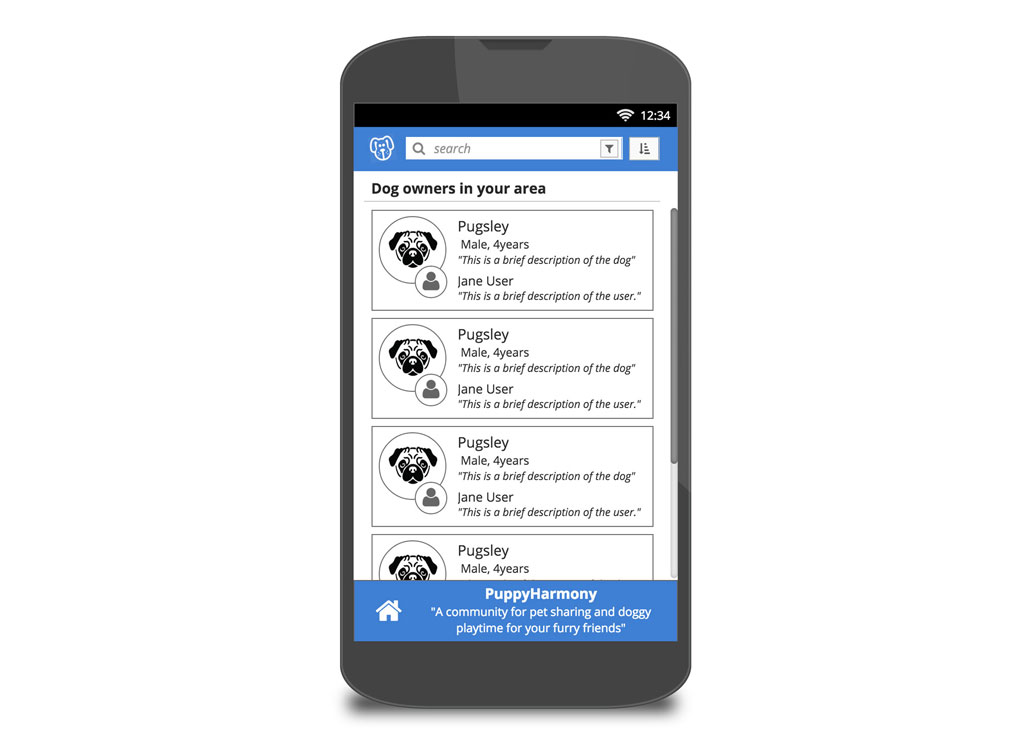 12:34
search
Dog owners in your area
Pugsley
Male, 4years
"This is a brief description of the dog"
Jane User
"This is a brief description of the user."
Pugsley
Male, 4years
"This is a brief description of the dog"
Jane User
"This is a brief description of the user."
Pugsley
Male, 4years
"This is a brief description of the dog"
Jane User
"This is a brief description of the user."
Pugsley
Male, 4years
PuppyHarmony
"A community for pet sharing and doggy
playtime for your furry friends"